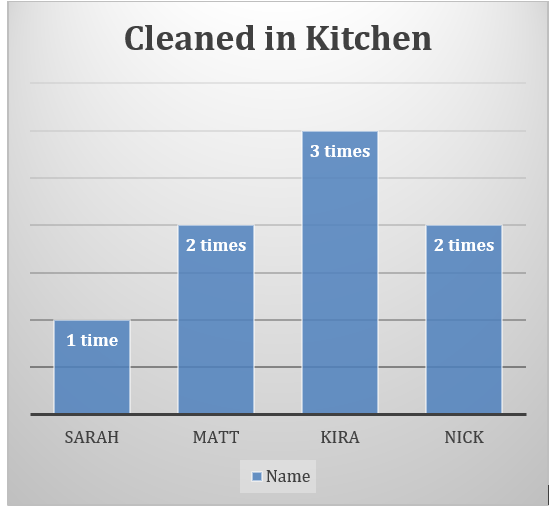 Cleaned in Kitchen
3 times
2 times
2 times
1 time
SARAH
MATT
KIRA
NICK
Name